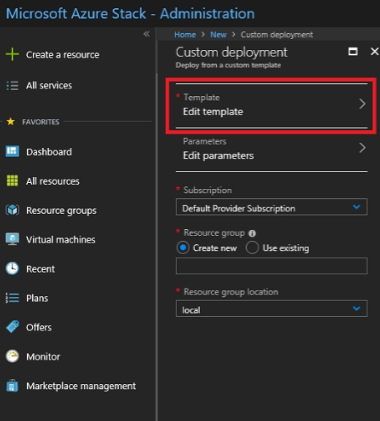 Microsoft Azure Stack - Administration
«
Home > New > Custom deployment
Custom deployment
Deploy from a custom template
Create a resource
All services
FAVORITES
Dashboard
All resources
Resource groups
Virtual machines
Recent
Plans
Offers
Monitor
Marketplace management
* Template
Edit template
Parameters
Edit parameters
* Subscription
Default Provider Subscription
* Resource group
Create new Use existing
* Resource group location
local